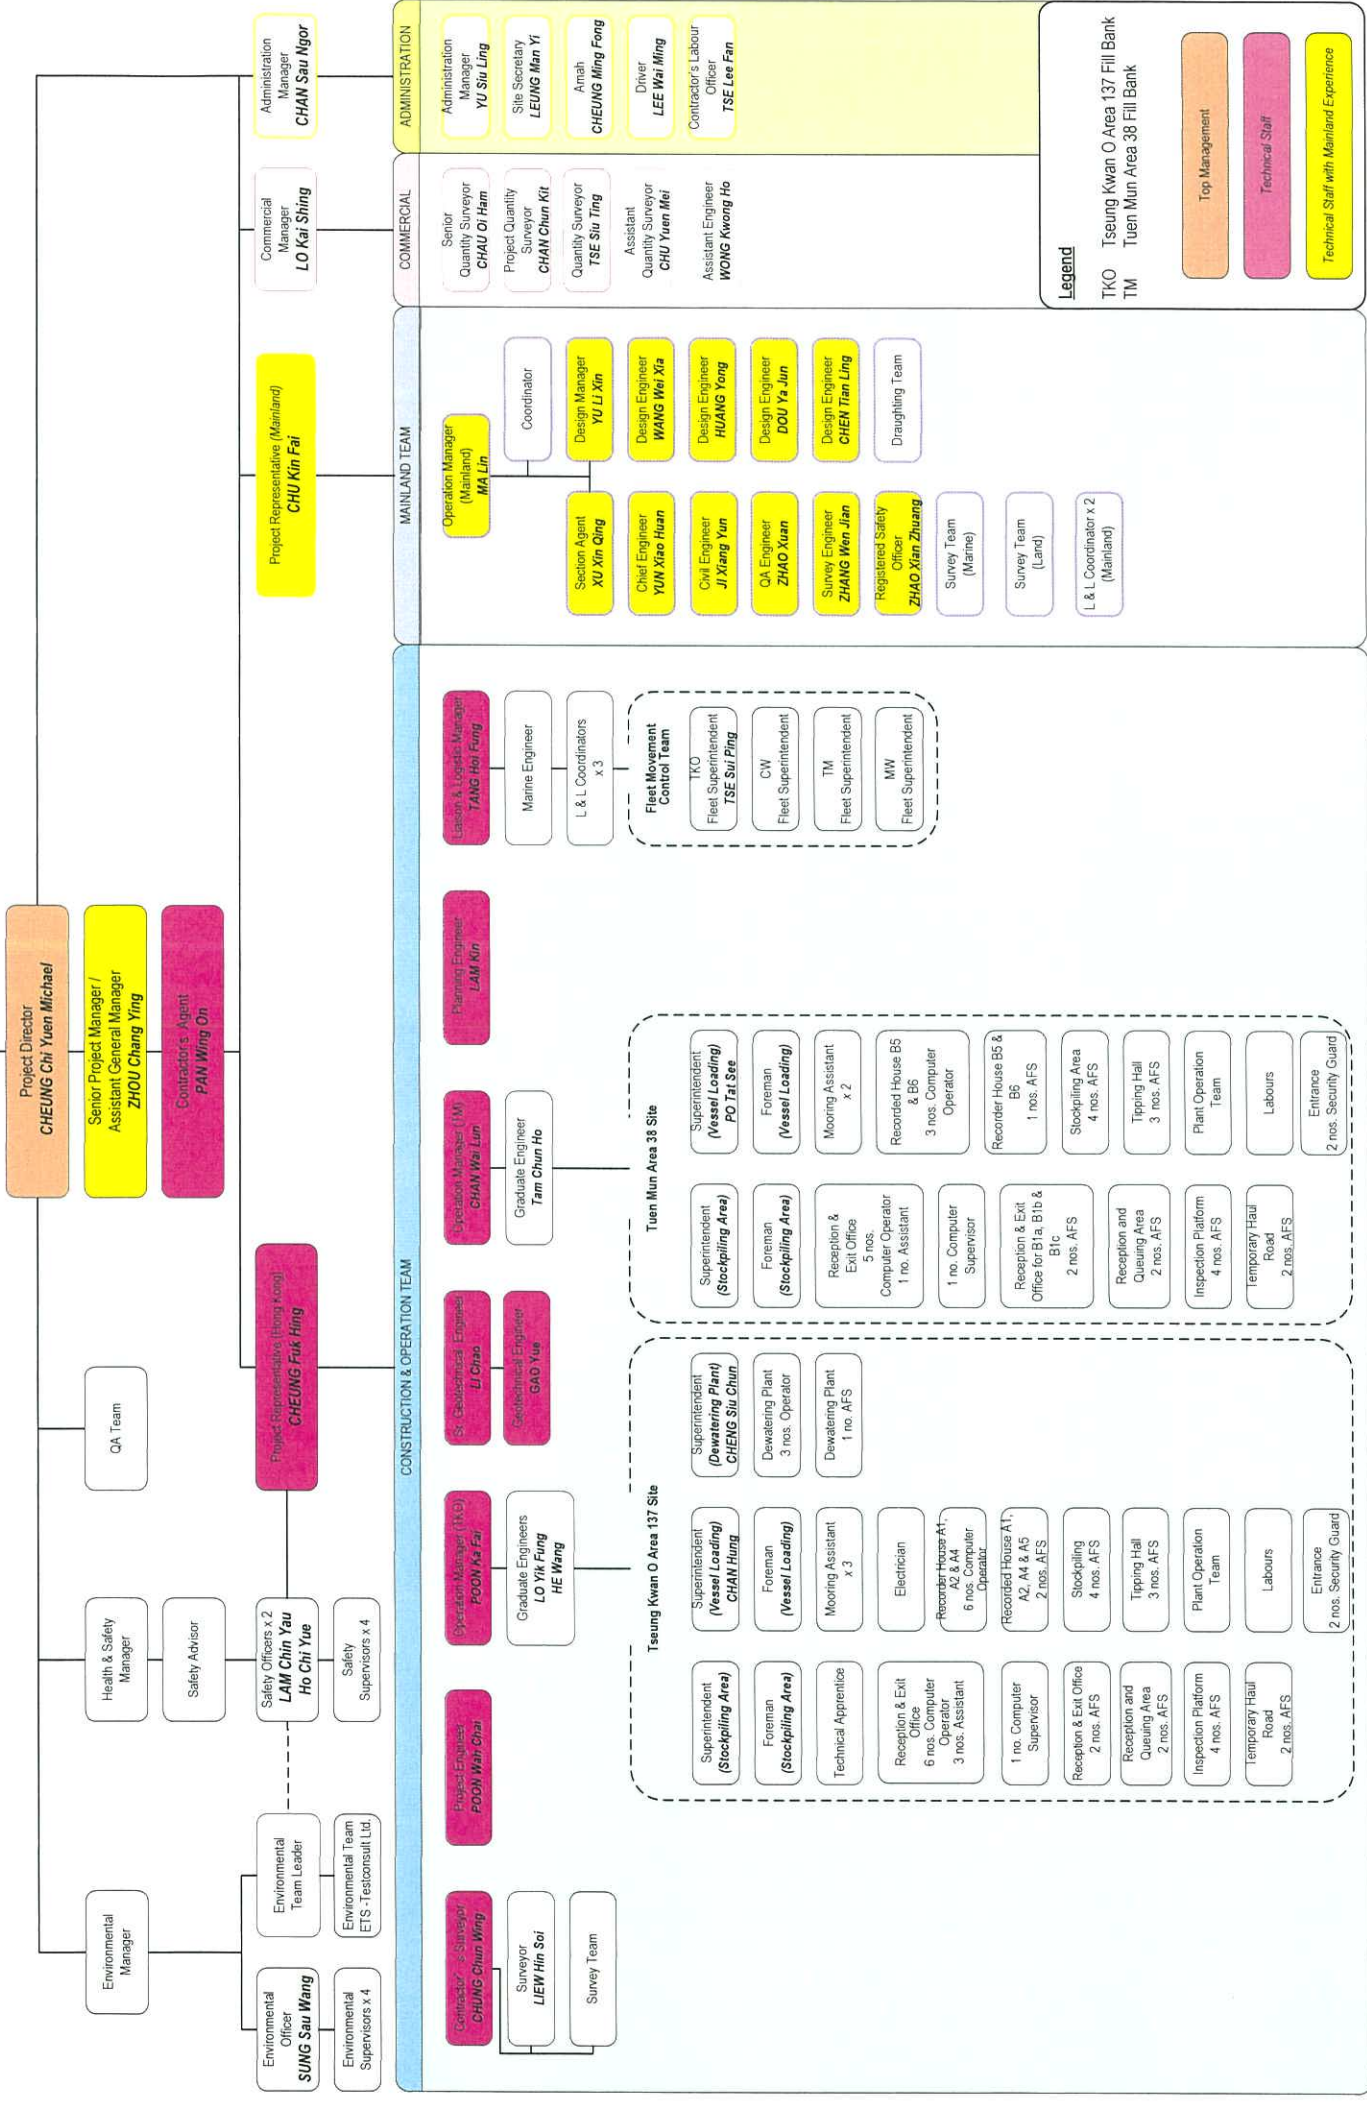 Project Director
CHEUNG Chi Yuen Michael
Senior Project Manager /
Assistant General Manager
ZHOU Chang Ying
Contractor's Agent
PAN Wing On
Environmental
Manager
Health & Safety
Manager
QA Team
Safety Advisor
Environmental
Officer
SUNG Sau Wang
Environmental
Team Leader
Safety Officers x 2
LAM Chin Yau
Ho Chi Yue
Project Representative (Hong Kong)
CHEUNG Fuk Hing
Project Representative (Mainland)
CHU Kin Fai
Commercial
Manager
LO Kai Shing
Administration
Manager
CHAN Sau Ngor
Environmental
Supervisors x 4
Environmental Team
ETS -Testconsult Ltd.
Safety
Supervisors x 4
CONSTRUCTION & OPERATION TEAM
Contractor's Surveyor
CHUNG Chun Wing
Surveyor
LIEW Hin Soi
Survey Team
Project Engineer
POON Wah Chai
Operation Manager (TKO)
POON Ka Fai
Graduate Engineers
LO Yik Fung
HE Wang
Sr. Geotechnical Engineer
LI Chao
Geotechnical Engineer
GAO Yue
Operation Manager (TM)
CHAN Wai Lun
Graduate Engineer
Tam Chun Ho
Planning Engineer
LAM Kin
Liaison & Logistic Manager
TANG Hoi Fung
Marine Engineer
L & L Coordinators
x 3
Fleet Movement
Control Team
TKO
Fleet Superintendent
TSE Sui Ping
CW
Fleet Superintendent
TM
Fleet Superintendent
MW
Fleet Superintendent
Tseung Kwan O Area 137 Site
Superintendent
(Stockpiling Area)
Foreman
(Stockpiling Area)
Technical Apprentice
Reception & Exit
Office
6 nos. Computer
Operator
3 nos. Assistant
1 no. Computer
Supervisor
Reception & Exit Office
2 nos. AFS
Reception and
Queuing Area
2 nos. AFS
Inspection Platform
4 nos. AFS
Temporary Haul
Road
2 nos. AFS
Superintendent
(Vessel Loading)
CHAN Hung
Foreman
(Vessel Loading)
Mooring Assistant
x 3
Electrician
Recorder House A1,
A2 & A4
6 nos. Computer
Operator
Recorded House A1,
A2, A4 & A5
2 nos. AFS
Stockpiling
4 nos. AFS
Tipping Hall
3 nos. AFS
Plant Operation
Team
Labours
Entrance
2 nos. Security Guard
Superintendent
(Dewatering Plant)
CHENG Siu Chun
Dewatering Plant
3 nos. Operator
Dewatering Plant
1 no. AFS
Tuen Mun Area 38 Site
Superintendent
(Stockpiling Area)
Foreman
(Stockpiling Area)
Reception &
Exit Office
5 nos.
Computer Operator
1 no. Assistant
1 no. Computer
Supervisor
Reception & Exit
Office for B1a, B1b &
B1c
2 nos. AFS
Reception and
Queuing Area
2 nos. AFS
Inspection Platform
4 nos. AFS
Temporary Haul
Road
2 nos. AFS
Superintendent
(Vessel Loading)
PO Tat See
Foreman
(Vessel Loading)
Mooring Assistant
x 2
Recorded House B5
& B6
3 nos. Computer
Operator
Recorder House B5 &
B6
1 nos. AFS
Stockpiling Area
4 nos. AFS
Tipping Hall
3 nos. AFS
Plant Operation
Team
Labours
Entrance
2 nos. Security Guard
MAINLAND TEAM
Operation Manager
(Mainland)
MA Lin
Coordinator
Section Agent
XU Xin Qing
Chief Engineer
YUN Xiao Huan
Civil Engineer
JI Xiang Yun
QA Engineer
ZHAO Xuan
Survey Engineer
ZHANG Wen Jian
Registered Safety
Officer
ZHAO Xian Zhuang
Survey Team
(Marine)
Survey Team
(Land)
L & L Coordinator x 2
(Mainland)
Design Manager
YU Li Xin
Design Engineer
WANG Wei Xia
Design Engineer
HUANG Yong
Design Engineer
DOU Ya Jun
Design Engineer
CHEN Tian Ling
Draughting Team
COMMERCIAL
Senior
Quantity Surveyor
CHAU Oi Ham
Project Quantity
Surveyor
CHAN Chun Kit
Quantity Surveyor
TSE Siu Ting
Assistant
Quantity Surveyor
CHU Yuen Mei
Assistant Engineer
WONG Kwong Ho
ADMINISTRATION
Administration
Manager
YU Siu Ling
Site Secretary
LEUNG Man Yi
Amah
CHEUNG Ming Fong
Driver
LEE Wai Ming
Contractor's Labour
Officer
TSE Lee Fan
Legend
TKO Tseung Kwan O Area 137 Fill Bank
TM Tuen Mun Area 38 Fill Bank
Top Management
Technical Staff
Technical Staff with Mainland Experience